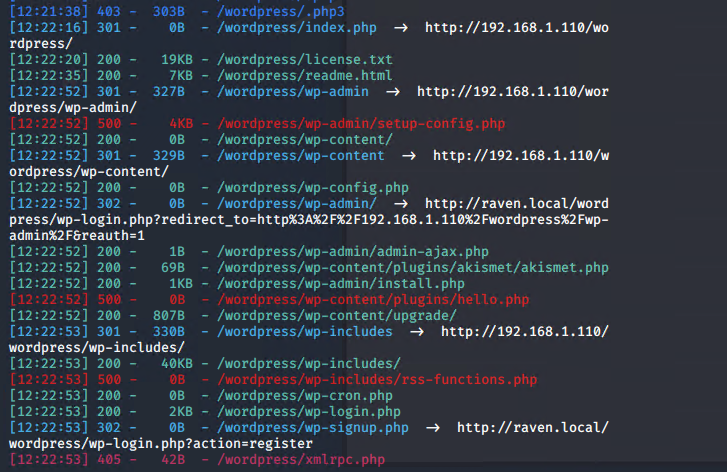 [12:21:38] 403 -  303B  - /wordpress/.php3
[12:22:16] 301 -    0B  - /wordpress/index.php  →  http://192.168.1.110/wo
rdpress/
[12:22:20] 200 -   19KB - /wordpress/license.txt
[12:22:35] 200 -    7KB - /wordpress/readme.html
[12:22:52] 301 -  327B  - /wordpress/wp-admin  →  http://192.168.1.110/wor
dpress/wp-admin/
[12:22:52] 500 -    4KB - /wordpress/wp-admin/setup-config.php
[12:22:52] 200 -    0B  - /wordpress/wp-content/
[12:22:52] 301 -  329B  - /wordpress/wp-content  →  http://192.168.1.110/w
ordpress/wp-content/
[12:22:52] 200 -    0B  - /wordpress/wp-config.php
[12:22:52] 302 -    0B  - /wordpress/wp-admin/  →  http://raven.local/word
press/wp-login.php?redirect_to=http%3A%2F%2F192.168.1.110%2Fwordpress%2Fwp-
admin%2F&reauth=1
[12:22:52] 200 -    1B  - /wordpress/wp-admin/admin-ajax.php
[12:22:52] 200 -   69B  - /wordpress/wp-content/plugins/akismet/akismet.php
[12:22:52] 200 -    1KB - /wordpress/wp-admin/install.php
[12:22:52] 500 -    0B  - /wordpress/wp-content/plugins/hello.php
[12:22:52] 200 -  807B  - /wordpress/wp-content/upgrade/
[12:22:53] 301 -  330B  - /wordpress/wp-includes  →  http://192.168.1.110/
wordpress/wp-includes/
[12:22:53] 200 -   40KB - /wordpress/wp-includes/
[12:22:53] 500 -    0B  - /wordpress/wp-includes/rss-functions.php
[12:22:53] 200 -    0B  - /wordpress/wp-cron.php
[12:22:53] 200 -    2KB - /wordpress/wp-login.php
[12:22:53] 302 -    0B  - /wordpress/wp-signup.php  →  http://raven.local/
wordpress/wp-login.php?action=register
[12:22:53] 405 -   42B  - /wordpress/xmlrpc.php